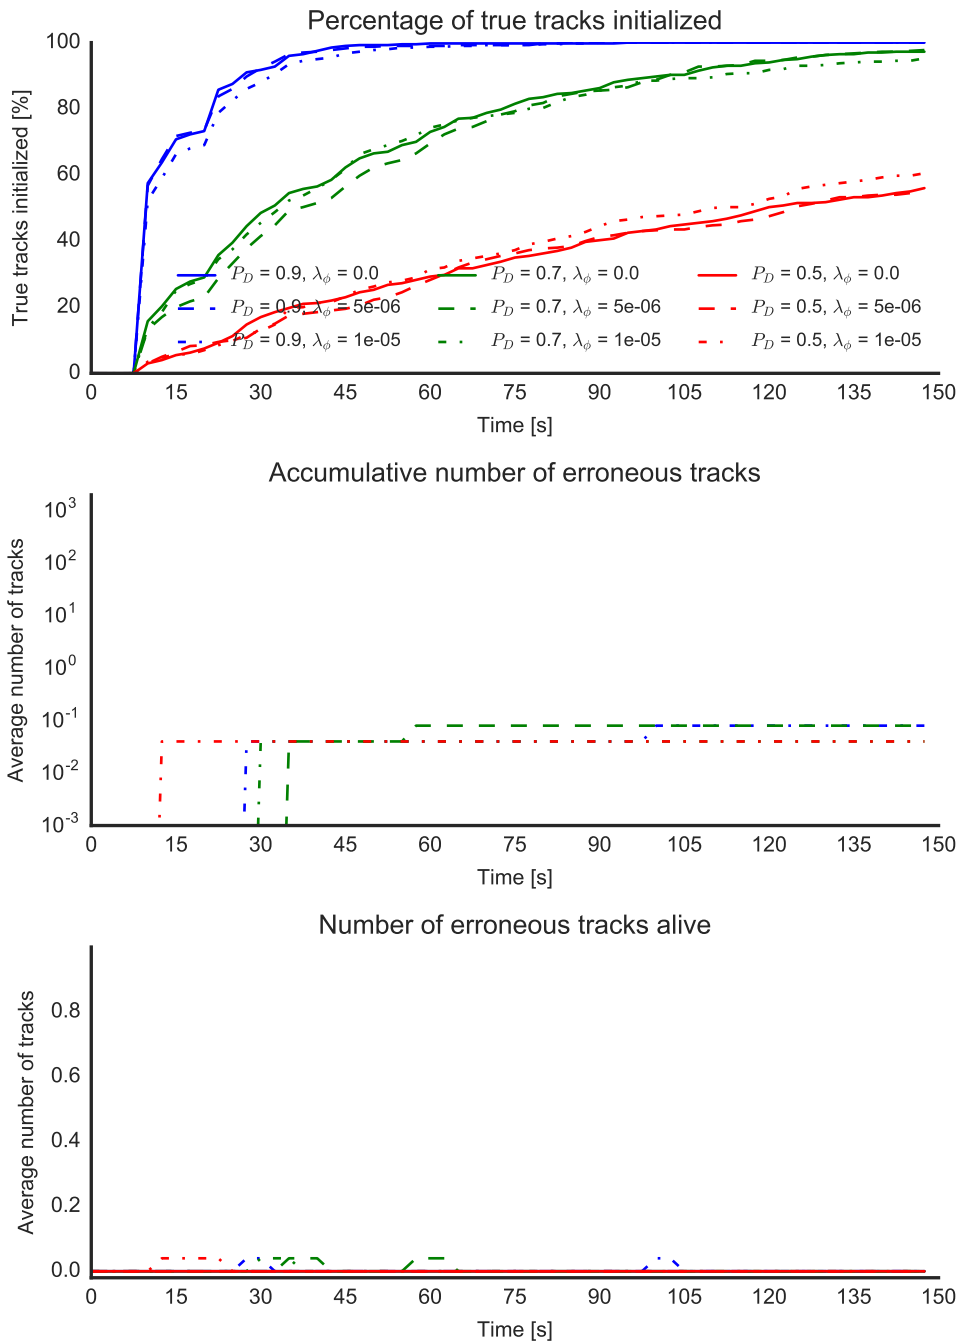 Percentage of true tracks initialized
True tracks initialized [%]
100
80
60
40
20
0
P_D = 0.9, λ_ϕ = 0.0
P_D = 0.7, λ_ϕ = 0.0
P_D = 0.5, λ_ϕ = 0.0
P_D = 0.9, λ_ϕ = 5e-06
P_D = 0.7, λ_ϕ = 5e-06
P_D = 0.5, λ_ϕ = 5e-06
P_D = 0.9, λ_ϕ = 1e-05
P_D = 0.7, λ_ϕ = 1e-05
P_D = 0.5, λ_ϕ = 1e-05
0 15 30 45 60 75 90 105 120 135 150
Time [s]
Accumulative number of erroneous tracks
Average number of tracks
10^3
10^2
10^1
10^0
10^-1
10^-2
10^-3
0 15 30 45 60 75 90 105 120 135 150
Time [s]
Number of erroneous tracks alive
Average number of tracks
0.8
0.6
0.4
0.2
0.0
0 15 30 45 60 75 90 105 120 135 150
Time [s]